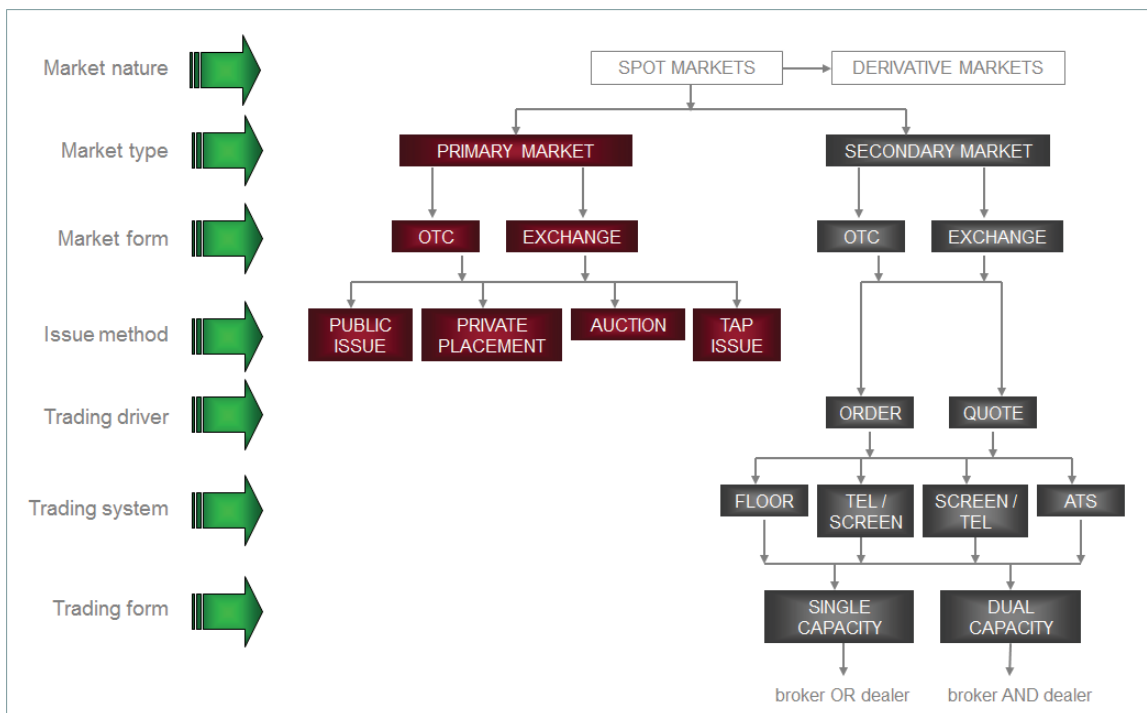 Market nature
SPOT MARKETS
DERIVATIVE MARKETS
Market type
PRIMARY MARKET
SECONDARY MARKET
Market form
OTC
EXCHANGE
OTC
EXCHANGE
Issue method
PUBLIC
ISSUE
PRIVATE
PLACEMENT
AUCTION
TAP
ISSUE
Trading driver
ORDER
QUOTE
Trading system
FLOOR
TEL /
SCREEN
SCREEN /
TEL
ATS
Trading form
SINGLE
CAPACITY
DUAL
CAPACITY
broker OR dealer
broker AND dealer